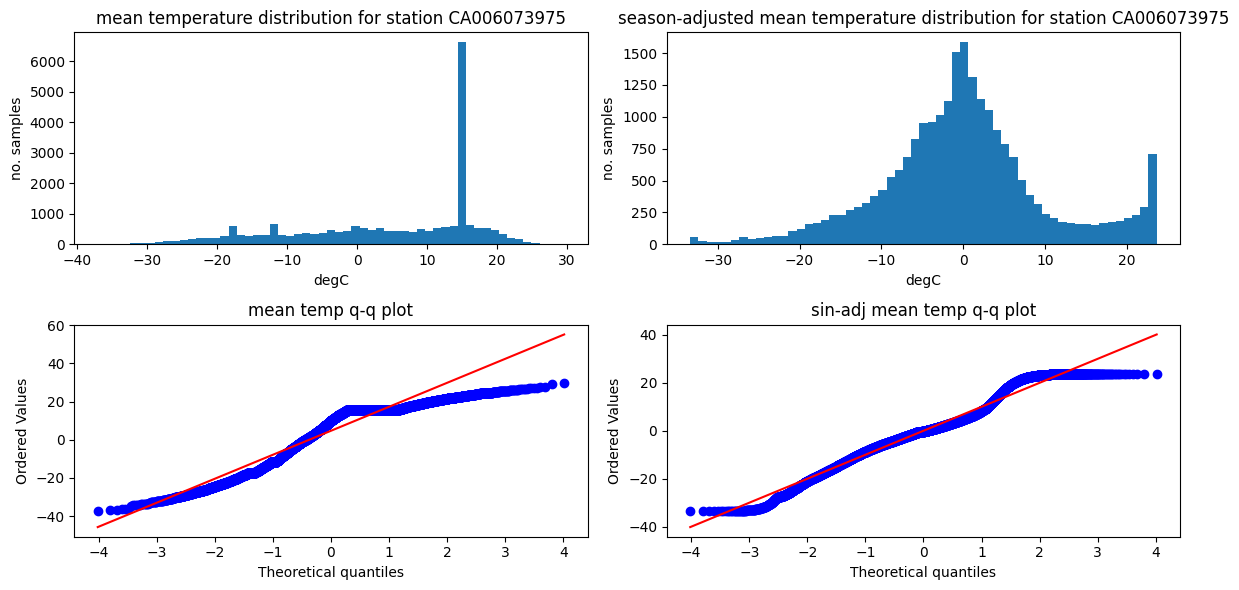 mean temperature distribution for station CA006073975
no. samples
6000
5000
4000
3000
2000
1000
0
−40 −30 −20 −10 0 10 20 30
degC
season-adjusted mean temperature distribution for station CA006073975
no. samples
1500
1250
1000
750
500
250
0
−30 −20 −10 0 10 20
degC
mean temp q-q plot
Ordered Values
60
40
20
0
−20
−40
−4 −3 −2 −1 0 1 2 3 4
Theoretical quantiles
sin-adj mean temp q-q plot
Ordered Values
40
20
0
−20
−40
−4 −3 −2 −1 0 1 2 3 4
Theoretical quantiles